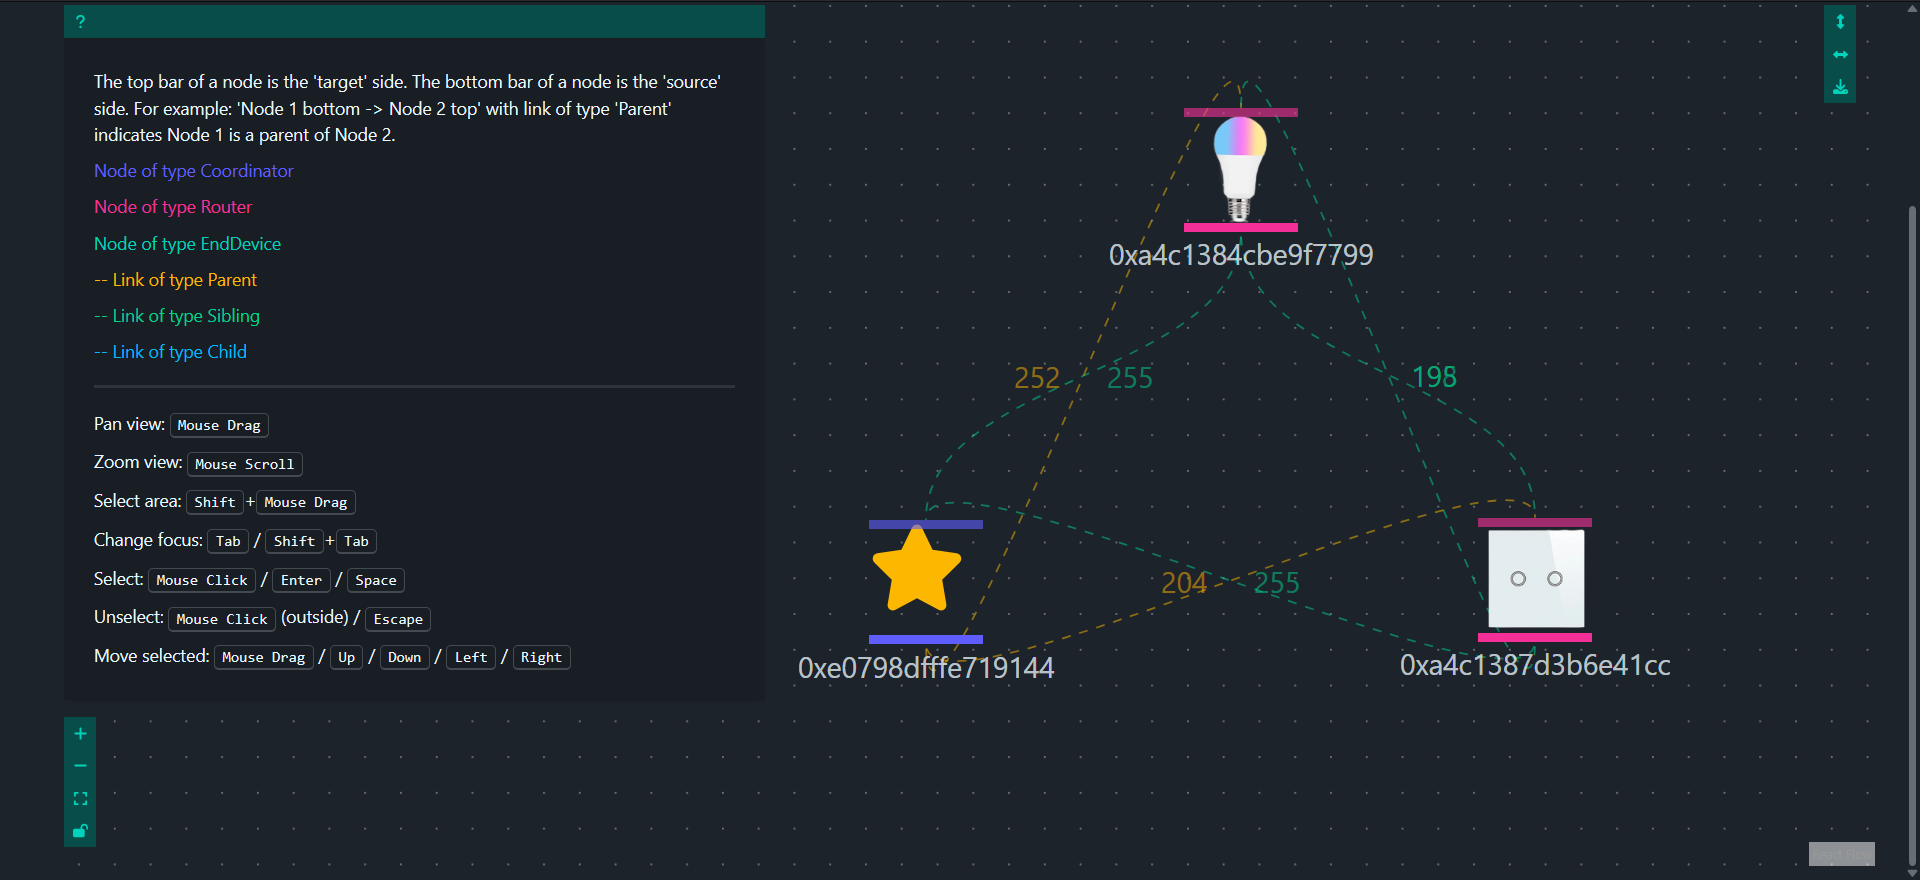 ?
The top bar of a node is the 'target' side. The bottom bar of a node is the 'source'
side. For example: 'Node 1 bottom -> Node 2 top' with link of type 'Parent'
indicates Node 1 is a parent of Node 2.
Node of type Coordinator
Node of type Router
Node of type EndDevice
-- Link of type Parent
-- Link of type Sibling
-- Link of type Child
Pan view: Mouse Drag
Zoom view: Mouse Scroll
Select area: Shift + Mouse Drag
Change focus: Tab / Shift + Tab
Select: Mouse Click / Enter / Space
Unselect: Mouse Click (outside) / Escape
Move selected: Mouse Drag / Up / Down / Left / Right
0xa4c1384cbe9f7799
252
255
198
204
255
0xe0798dfffe719144
0xa4c1387d3b6e41cc